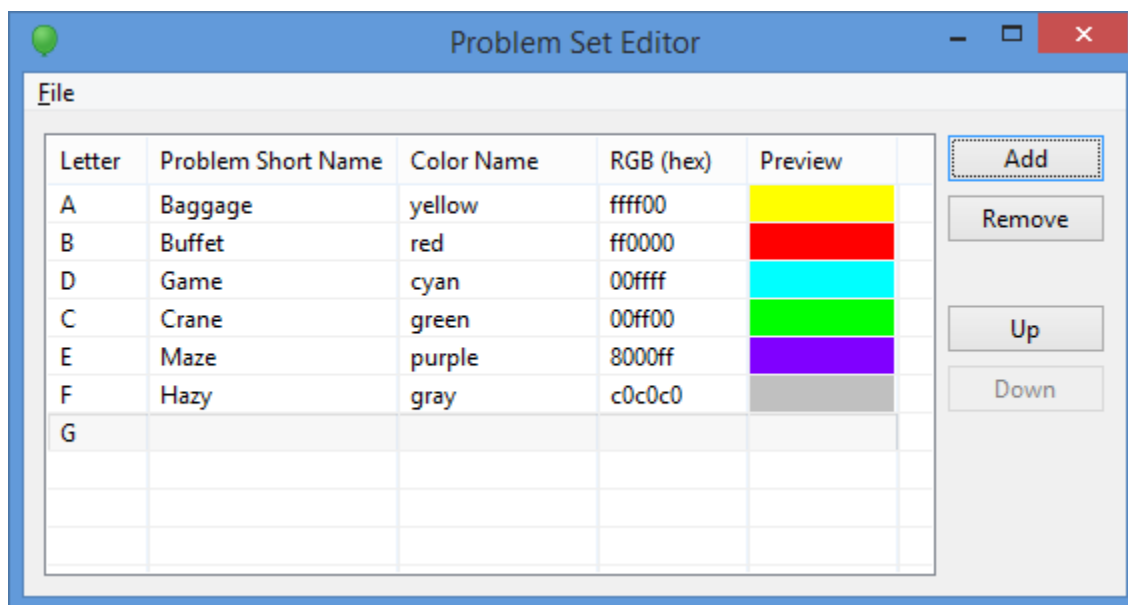 Problem Set Editor
File
Letter Problem Short Name Color Name RGB (hex) Preview
A Baggage yellow ffff00
B Buffet red ff0000
D Game cyan 00ffff
C Crane green 00ff00
E Maze purple 8000ff
F Hazy gray c0c0c0
G
Add
Remove
Up
Down